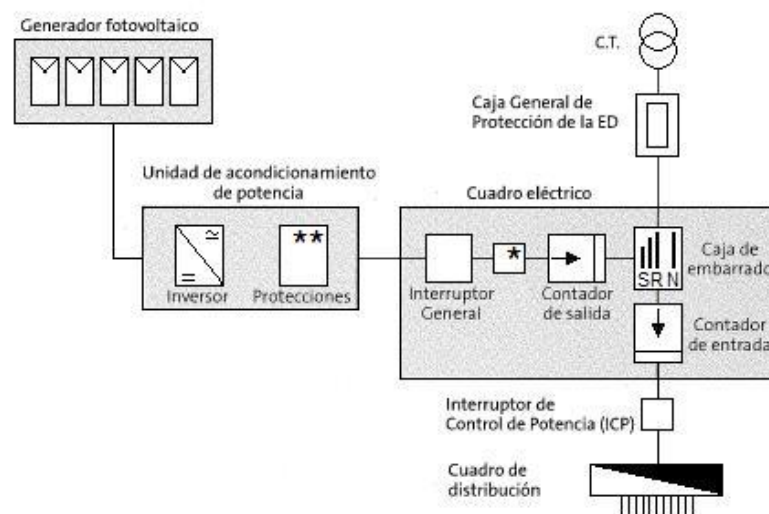 Generador fotovoltaico
C.T.
Caja General de
Protección de la ED
Unidad de acondicionamiento
de potencia
Cuadro eléctrico
**
*
Inversor
Protecciones
Interruptor
General
Contador
de salida
SRN
Caja de
embarrado
Contador
de entrada
Interruptor de
Control de Potencia (ICP)
Cuadro de
distribución